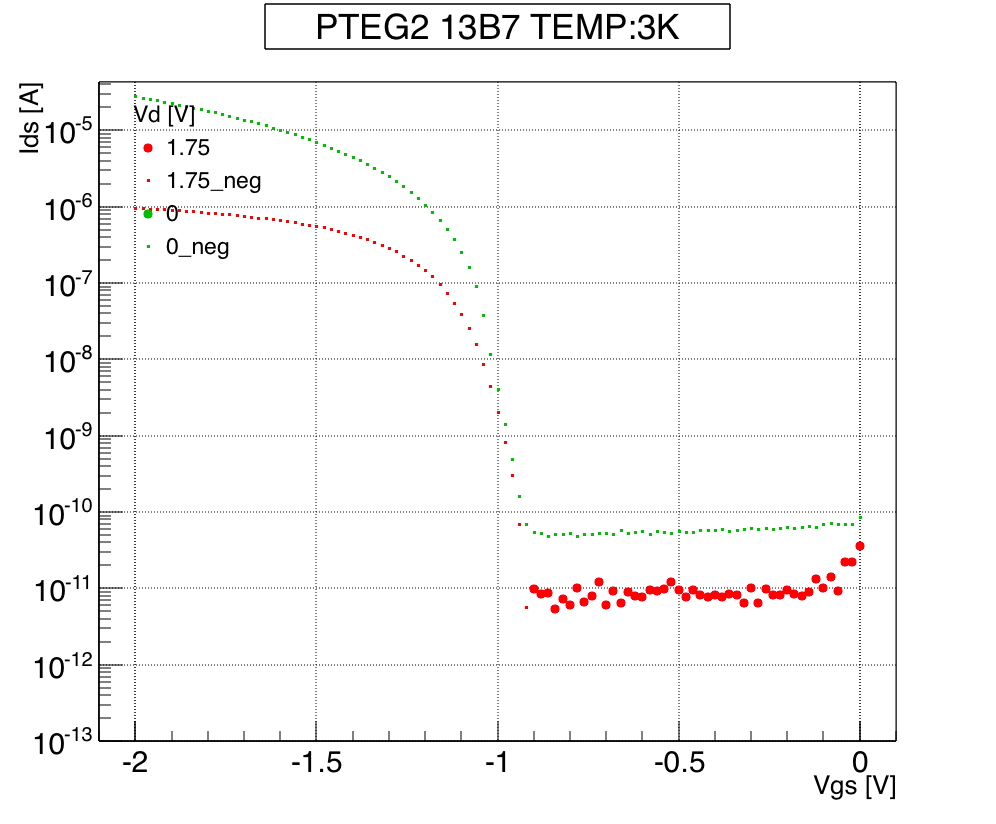 PTEG2 13B7 TEMP:3K
Ids [A]
Vd [V]
1.75
1.75_neg
0
0_neg
10^-5
10^-6
10^-7
10^-8
10^-9
10^-10
10^-11
10^-12
10^-13
-2 -1.5 -1 -0.5 0
Vgs [V]